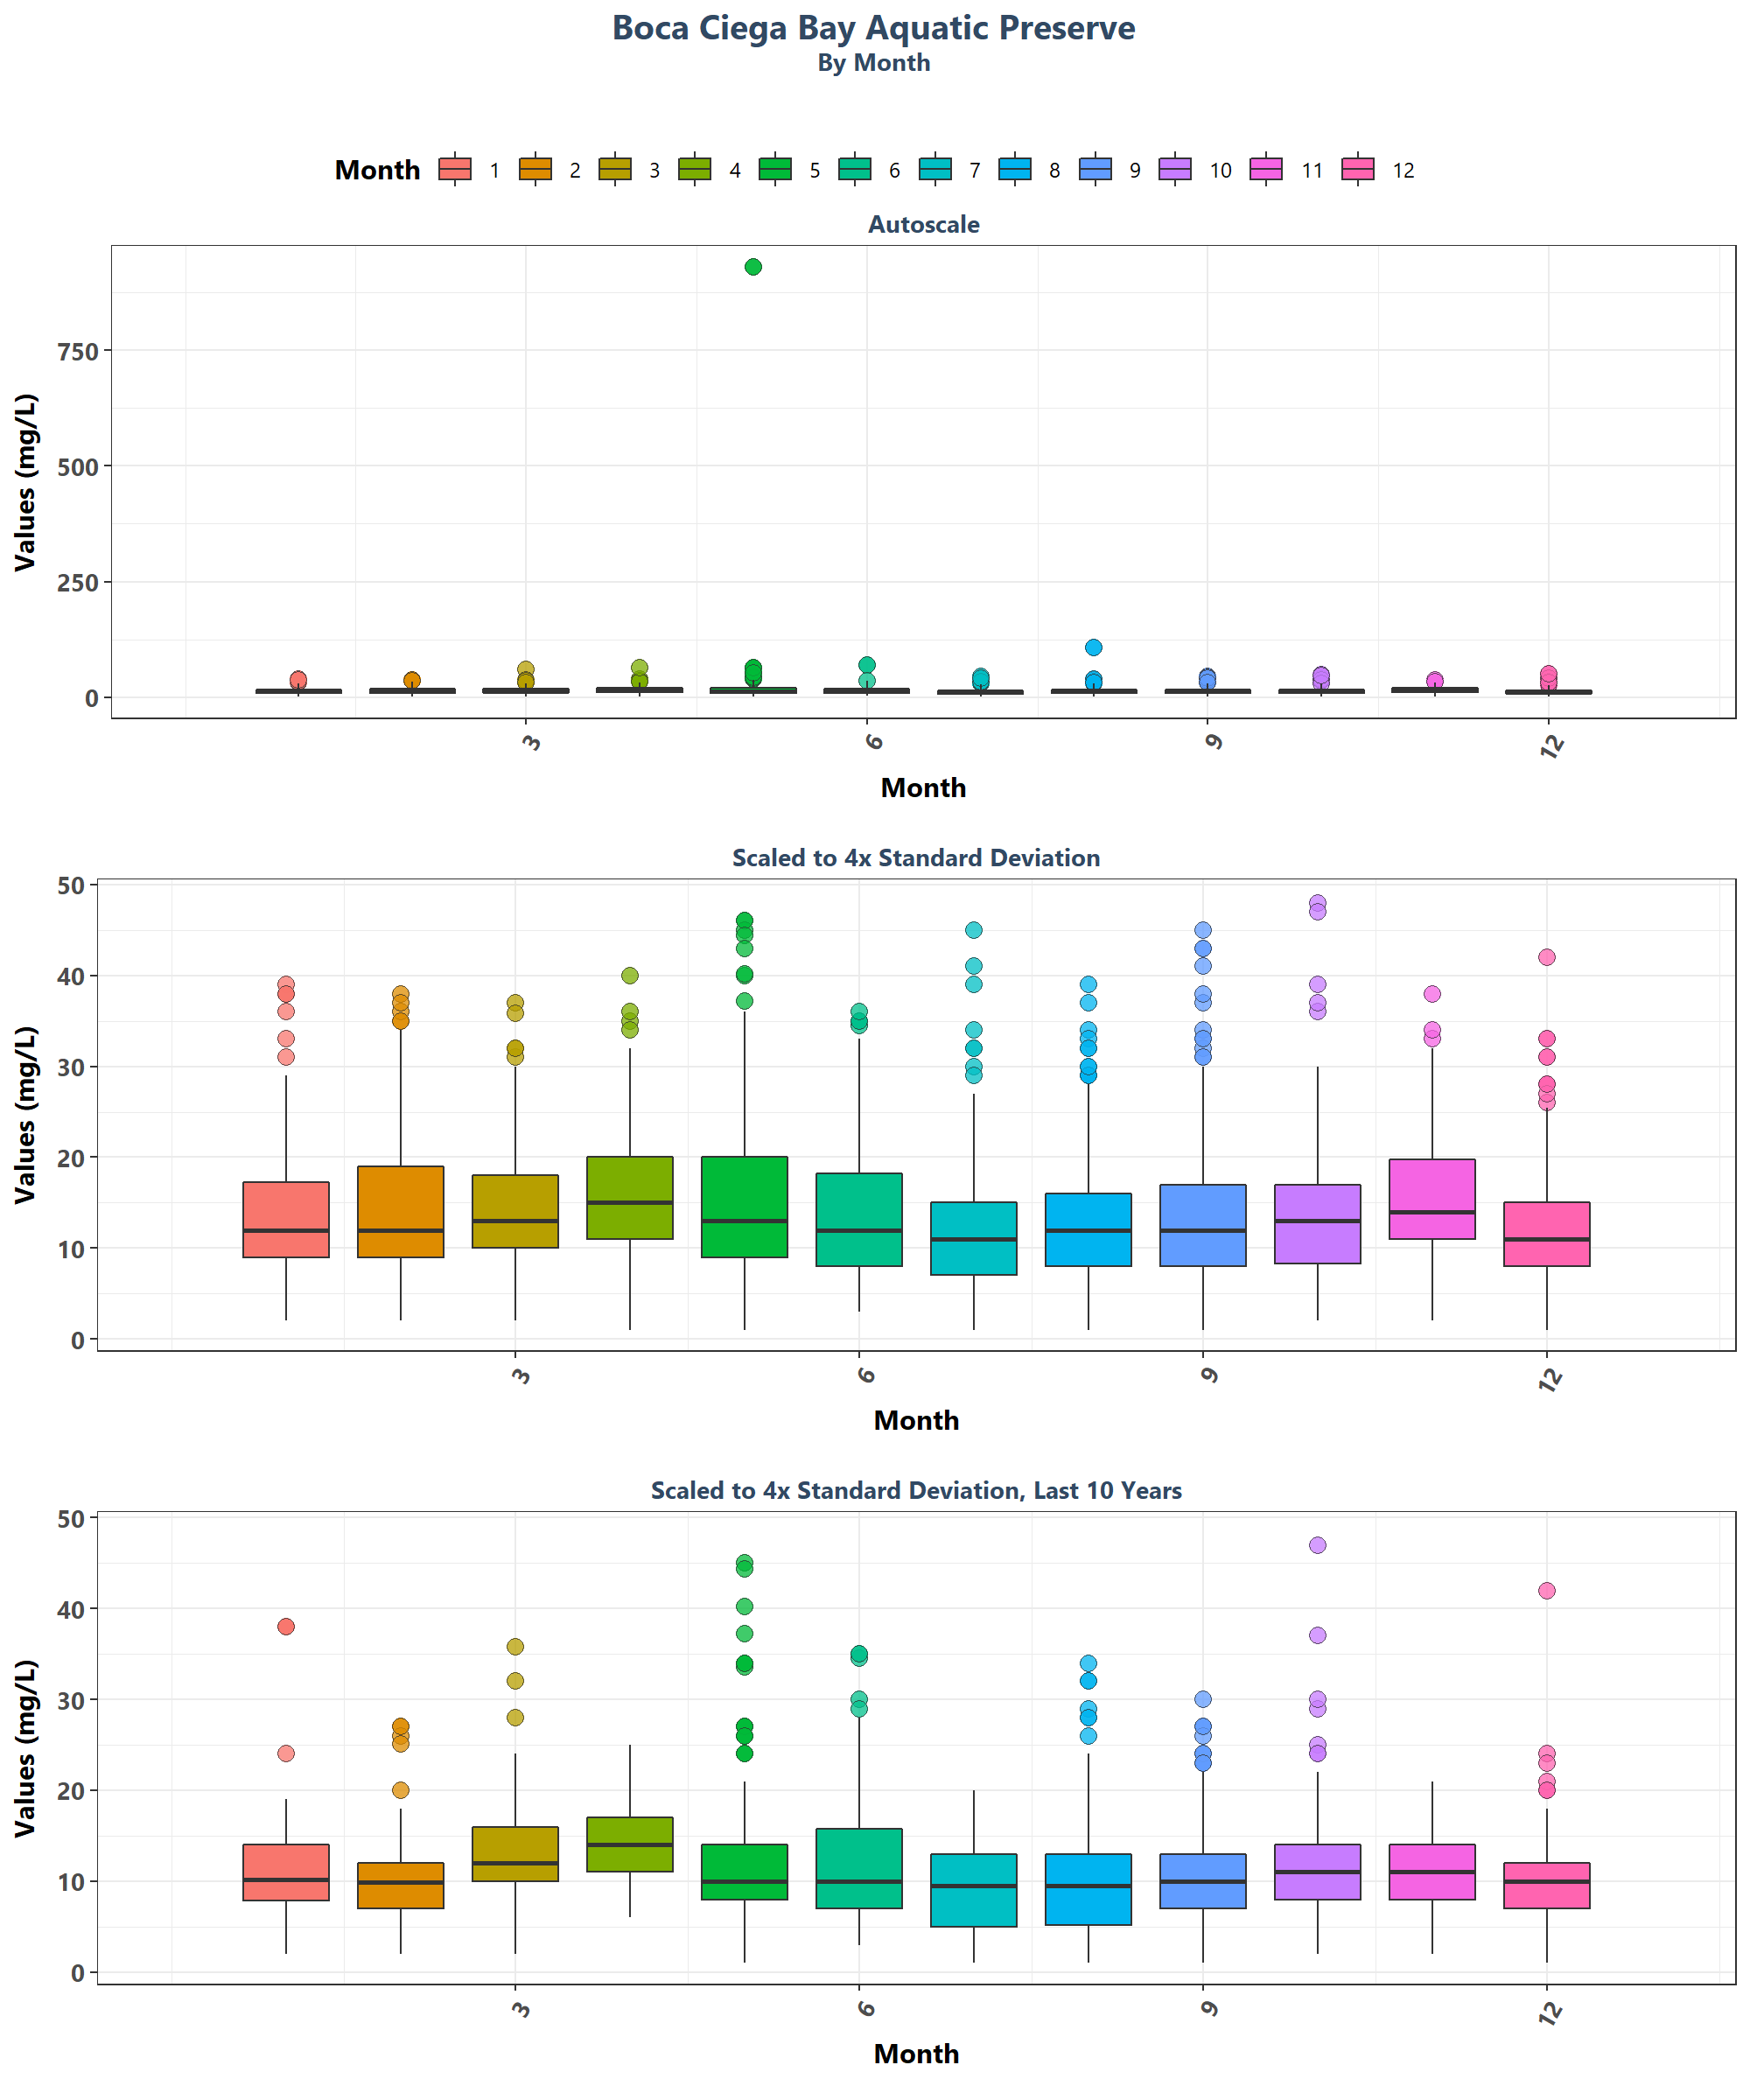 Boca Ciega Bay Aquatic Preserve
By Month
Month 1 2 3 4 5 6 7 8 9 10 11 12
Autoscale
Values (mg/L)
750
500
250
0
3 6 9 12
Month
Scaled to 4x Standard Deviation
Values (mg/L)
50
40
30
20
10
0
3 6 9 12
Month
Scaled to 4x Standard Deviation, Last 10 Years
Values (mg/L)
50
40
30
20
10
0
3 6 9 12
Month